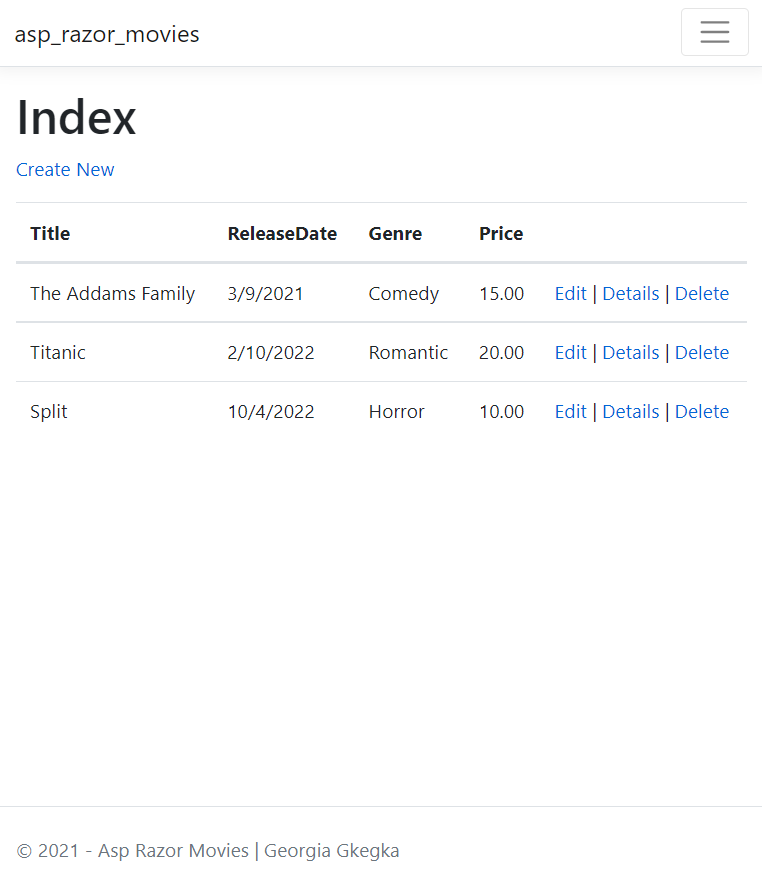 asp_razor_movies
Index
Create New
Title ReleaseDate Genre Price
The Addams Family 3/9/2021 Comedy 15.00 Edit | Details | Delete
Titanic 2/10/2022 Romantic 20.00 Edit | Details | Delete
Split 10/4/2022 Horror 10.00 Edit | Details | Delete
© 2021 - Asp Razor Movies | Georgia Gkegka